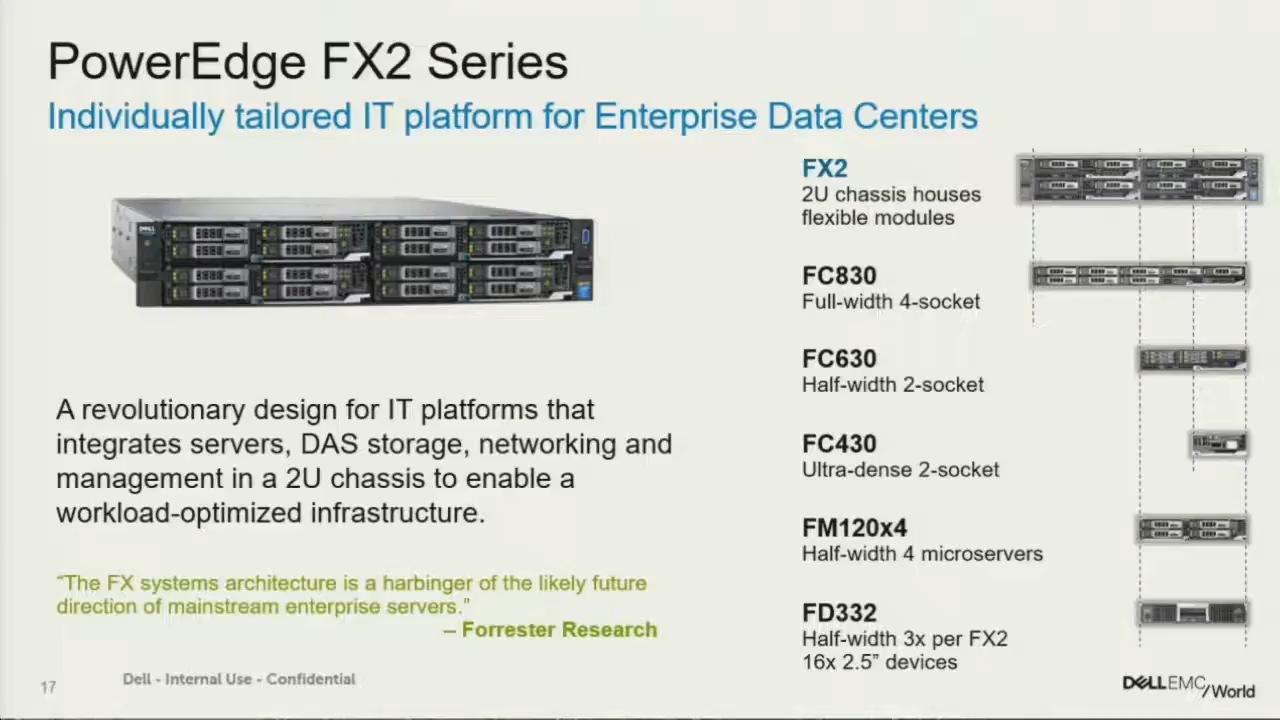 PowerEdge FX2 Series
Individually tailored IT platform for Enterprise Data Centers
A revolutionary design for IT platforms that
integrates servers, DAS storage, networking and
management in a 2U chassis to enable a
workload-optimized infrastructure.
“The FX systems architecture is a harbinger of the likely future
direction of mainstream enterprise servers.”
– Forrester Research
FX2
2U chassis houses
flexible modules
FC830
Full-width 4-socket
FC630
Half-width 2-socket
FC430
Ultra-dense 2-socket
FM120x4
Half-width 4 microservers
FD332
Half-width 3x per FX2
16x 2.5” devices
17
Dell - Internal Use - Confidential
DELLEMC/World